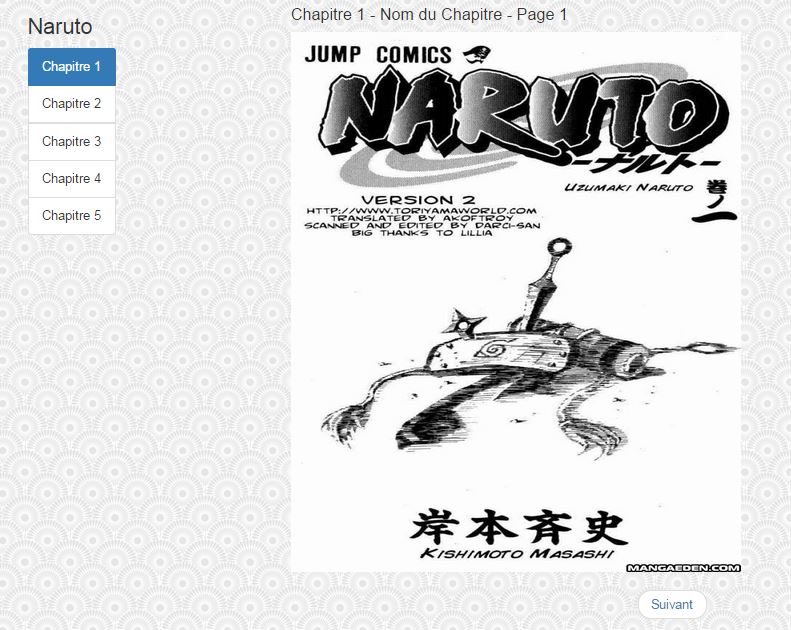 Naruto
Chapitre 1
Chapitre 2
Chapitre 3
Chapitre 4
Chapitre 5
Chapitre 1 - Nom du Chapitre - Page 1
JUMP COMICS
NARUTO
-ナルト-
UZUMAKI NARUTO
巻ノ一
VERSION 2
HTTP://WWW.TORIYAMAWORLD.COM
TRANSLATED BY AKOFTROY
SCANNED AND EDITED BY DARCI-SAN
BIG THANKS TO LILLIA
岸本斉史
KISHIMOTO MASASHI
MANGAEDEN.COM
Suivant